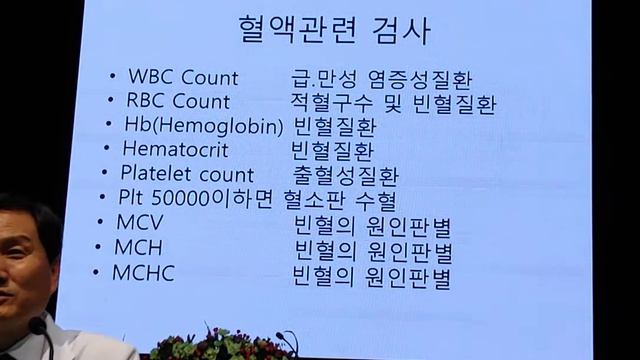 혈액관련 검사
• WBC Count 급.만성 염증성질환
• RBC Count 적혈구수 및 빈혈질환
• Hb(Hemoglobin) 빈혈질환
• Hematocrit 빈혈질환
• Platelet count 출혈성질환
• Plt 50000이하면 혈소판 수혈
• MCV 빈혈의 원인판별
• MCH 빈혈의 원인판별
• MCHC 빈혈의 원인판별